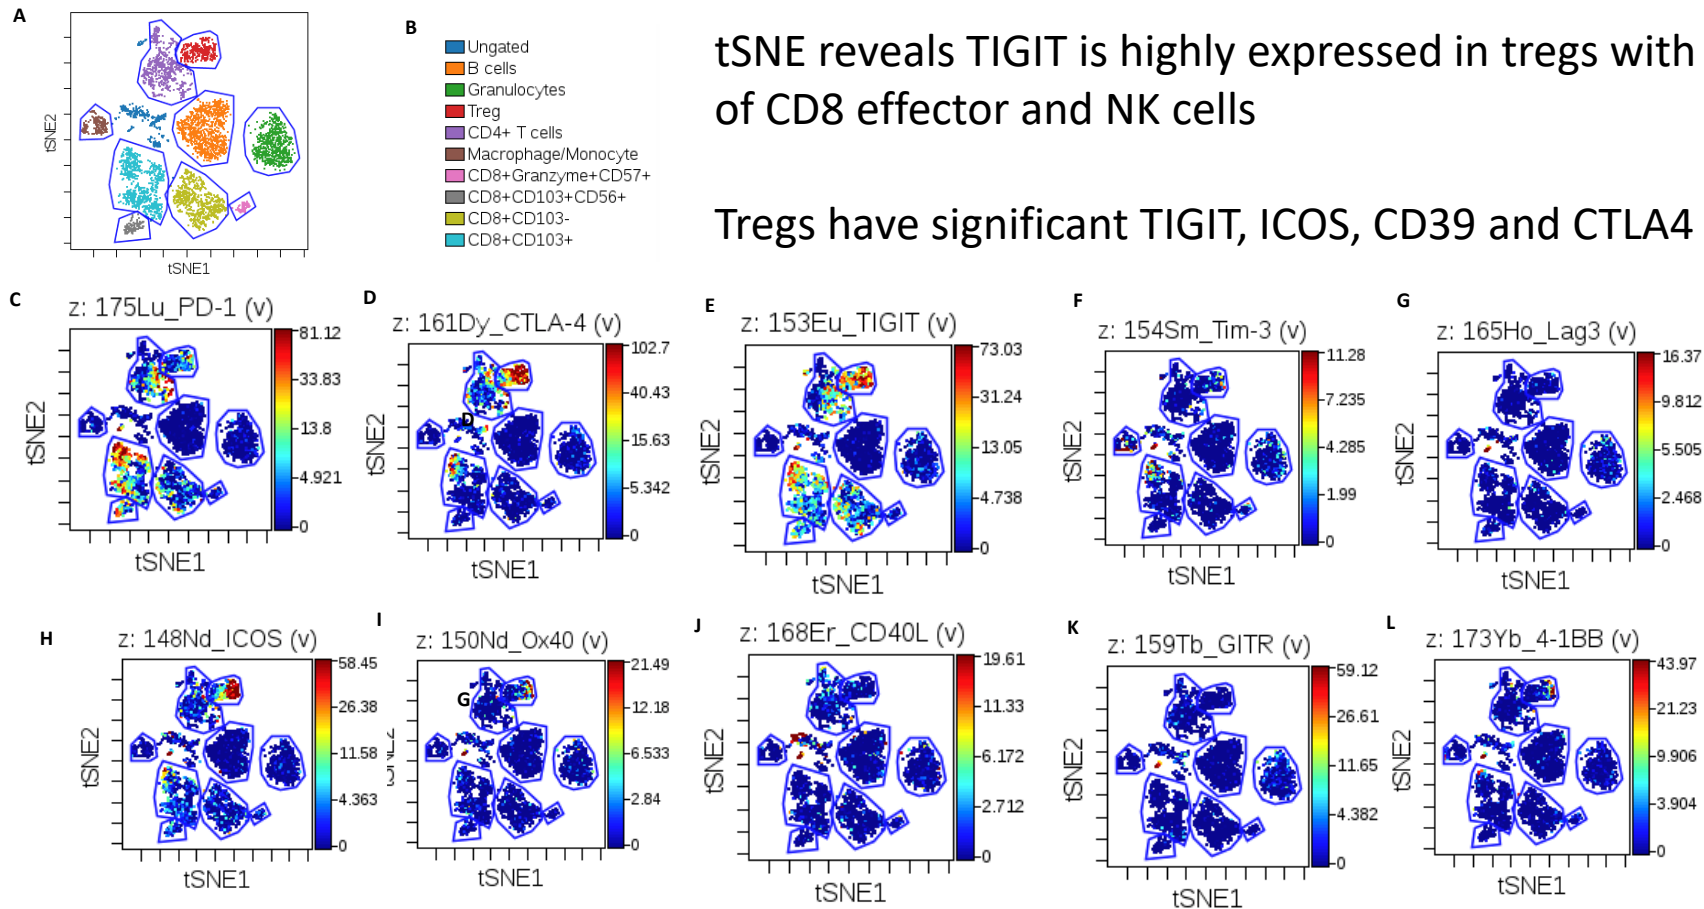 A
tSNE2
tSNE1
B
Ungated
B cells
Granulocytes
Treg
CD4+ T cells
Macrophage/Monocyte
CD8+Granzyme+CD57+
CD8+CD103+CD56+
CD8+CD103-
CD8+CD103+
tSNE reveals TIGIT is highly expressed in tregs with
of CD8 effector and NK cells
Tregs have significant TIGIT, ICOS, CD39 and CTLA4
C
z: 175Lu_PD-1 (v)
81.12
33.83
13.8
4.921
0
tSNE2
tSNE1
D
z: 161Dy_CTLA-4 (v)
102.7
40.43
15.63
5.342
0
D
tSNE2
tSNE1
E
z: 153Eu_TIGIT (v)
73.03
31.24
13.05
4.738
0
tSNE2
tSNE1
F
z: 154Sm_Tim-3 (v)
11.28
7.235
4.285
1.99
0
tSNE2
tSNE1
G
z: 165Ho_Lag3 (v)
16.37
9.812
5.505
2.468
0
tSNE2
tSNE1
H
z: 148Nd_ICOS (v)
58.45
26.38
11.58
4.363
0
tSNE2
tSNE1
I
z: 150Nd_Ox40 (v)
21.49
12.18
6.533
2.84
0
G
tSNE2
tSNE1
J
z: 168Er_CD40L (v)
19.61
11.33
6.172
2.712
0
tSNE2
tSNE1
K
z: 159Tb_GITR (v)
59.12
26.61
11.65
4.382
0
tSNE2
tSNE1
L
z: 173Yb_4-1BB (v)
43.97
21.23
9.906
3.904
0
tSNE2
tSNE1